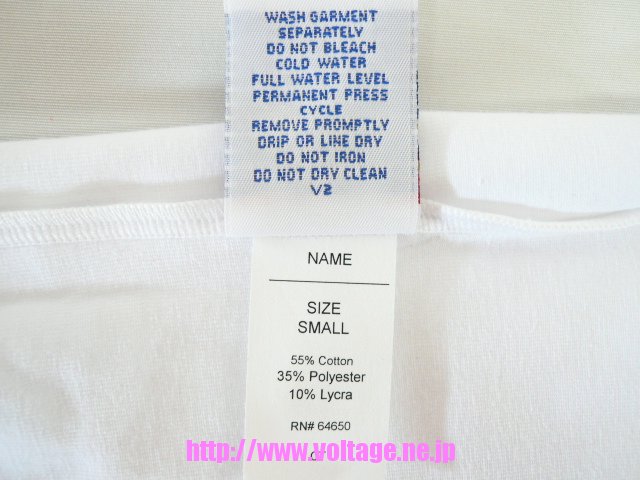 WASH GARMENT
SEPARATELY
DO NOT BLEACH
COLD WATER
FULL WATER LEVEL
PERMANENT PRESS
CYCLE
REMOVE PROMPTLY
DRIP OR LINE DRY
DO NOT IRON
DO NOT DRY CLEAN
V2
NAME
SIZE
SMALL
55% Cotton
35% Polyester
10% Lycra
RN# 64650
http://www.voltage.ne.jp